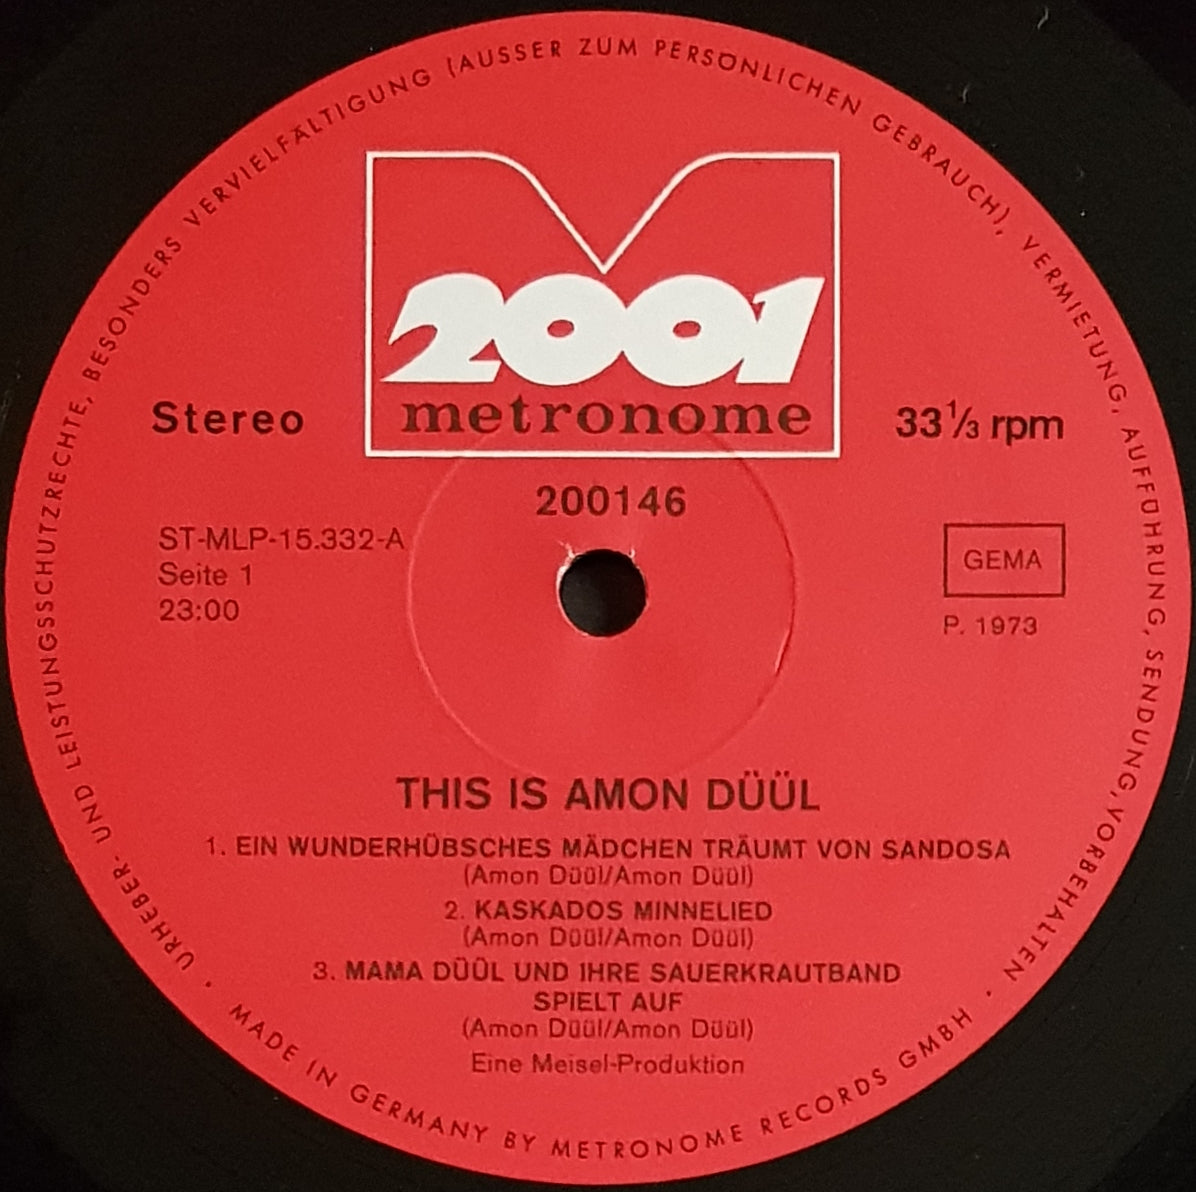 URHEBER- UND LEISTUNGSSCHUTZRECHTE, BESONDERS VERVIELFÄLTIGUNG (AUSSER ZUM PERSÖNLICHEN GEBRAUCH), VERMIETUNG, AUFFÜHRUNG, SENDUNG, VORBEHALTEN
2001
metronome
Stereo
33 1/3 rpm
200146
ST-MLP-15.332-A
Seite 1
23:00
GEMA
P. 1973
THIS IS AMON DÜÜL
1. EIN WUNDERHÜBSCHES MÄDCHEN TRÄUMT VON SANDOSA
(Amon Düül/Amon Düül)
2. KASKADOS MINNELIED
(Amon Düül/Amon Düül)
3. MAMA DÜÜL UND IHRE SAUERKRAUTBAND
SPIELT AUF
(Amon Düül/Amon Düül)
Eine Meisel-Produktion
· MADE IN GERMANY BY METRONOME RECORDS GMBH ·